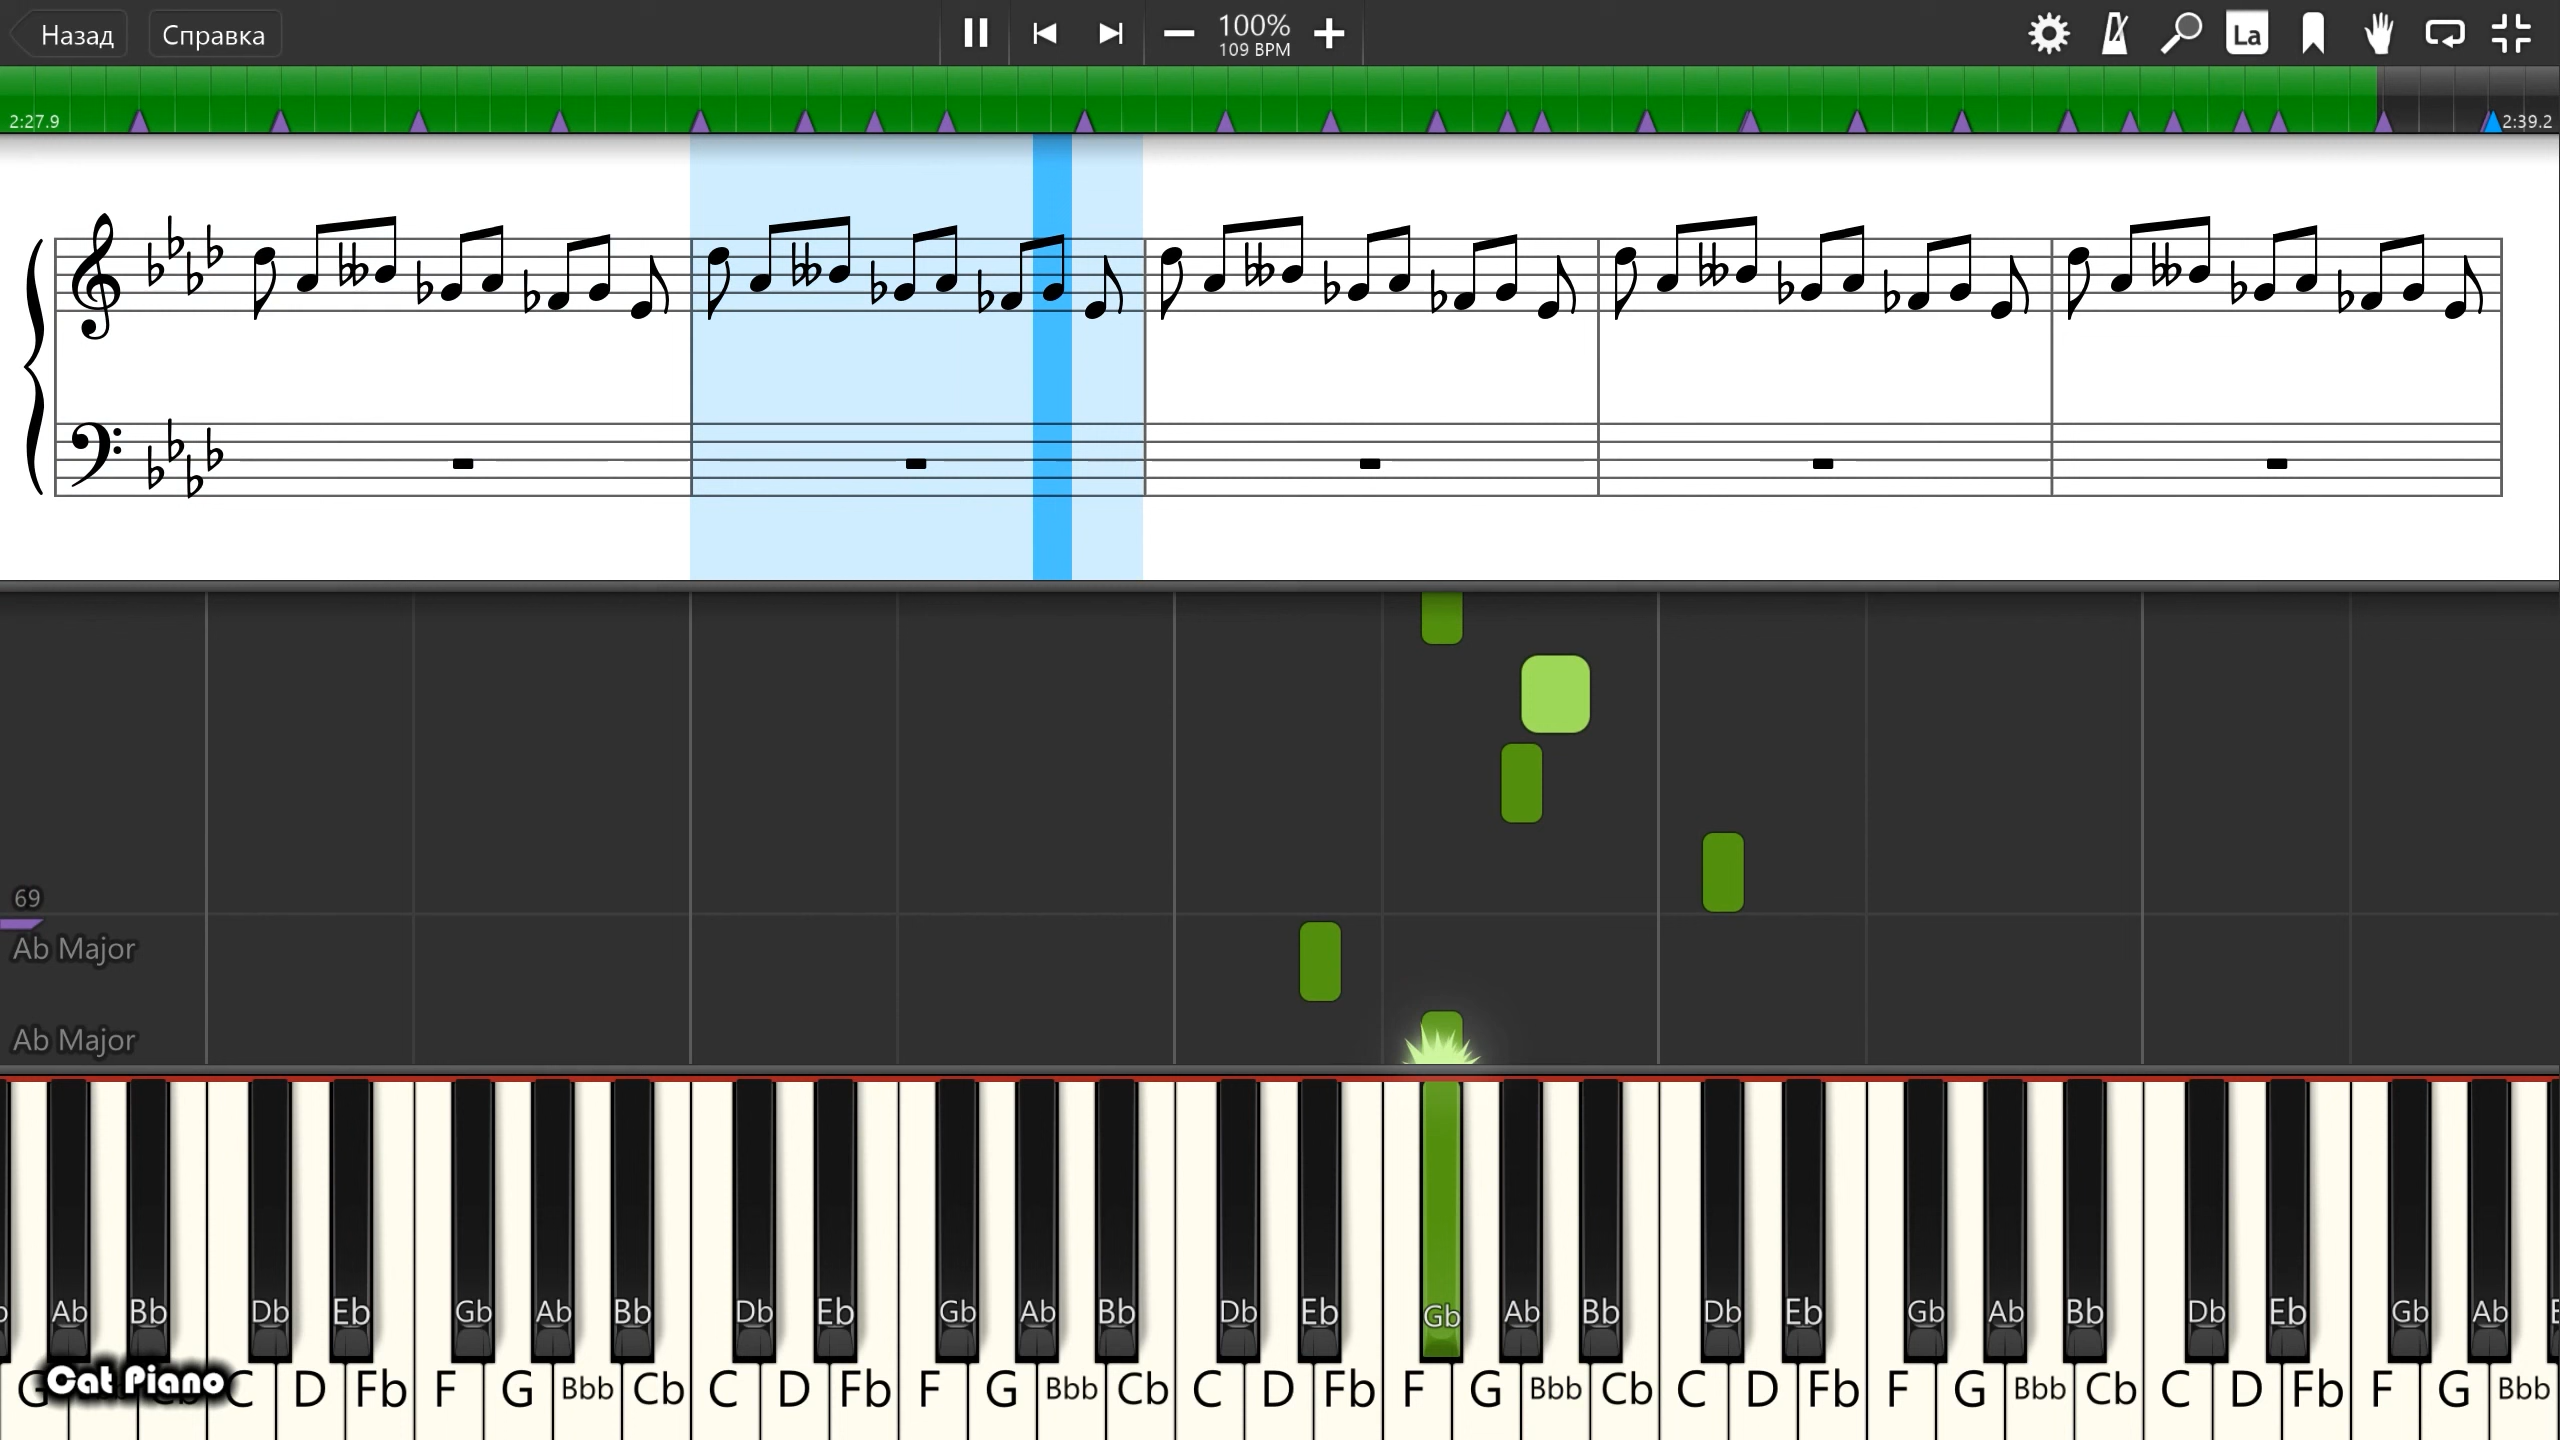 Назад Справка 100% La
109 BPM
2:27.9 2:39.2
69
Ab Major
Ab Major
Ab Bb Db Eb Gb Ab Bb Db Eb Gb Ab Bb Db Eb Gb Ab Bb Db Eb Gb Ab Bb Db Eb Gb Ab
G Cb C D Fb F G Bbb Cb C D Fb F G Bbb Cb C D Fb F G Bbb Cb C D Fb F G Bbb Cb C D Fb F G Bbb
Cat Piano